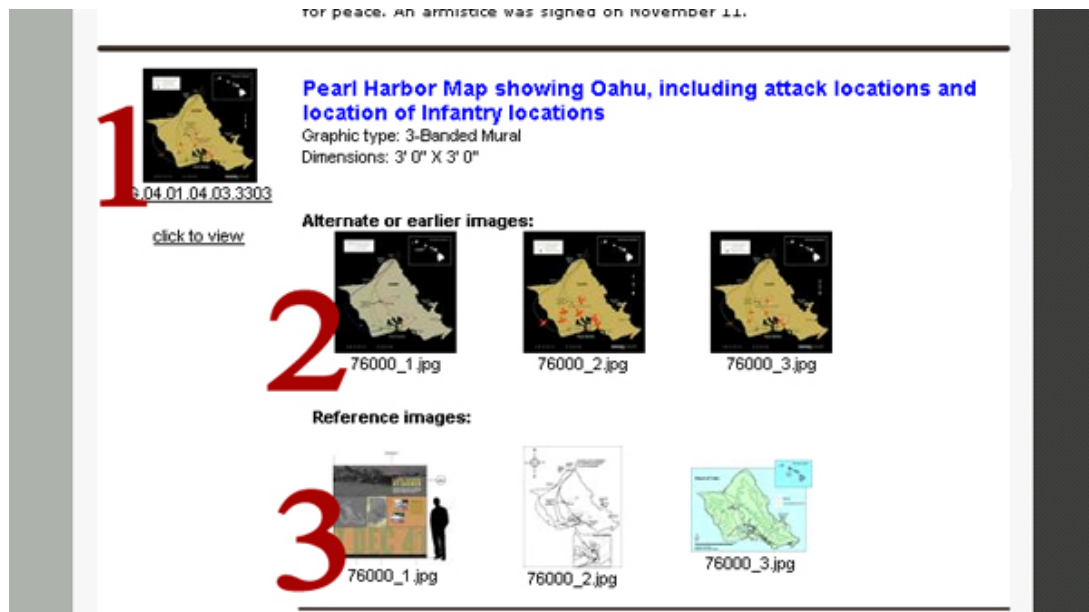 for peace. An armistice was signed on November 11.
Pearl Harbor Map showing Oahu, including attack locations and
location of Infantry locations
Graphic type: 3-Banded Mural
Dimensions: 3' 0" X 3' 0"
1
.04.01.04.03.3303
click to view
Alternate or earlier images:
2
76000_1.jpg
76000_2.jpg
76000_3.jpg
Reference images:
3
7 DEC 41
76000_1.jpg
76000_2.jpg
76000_3.jpg